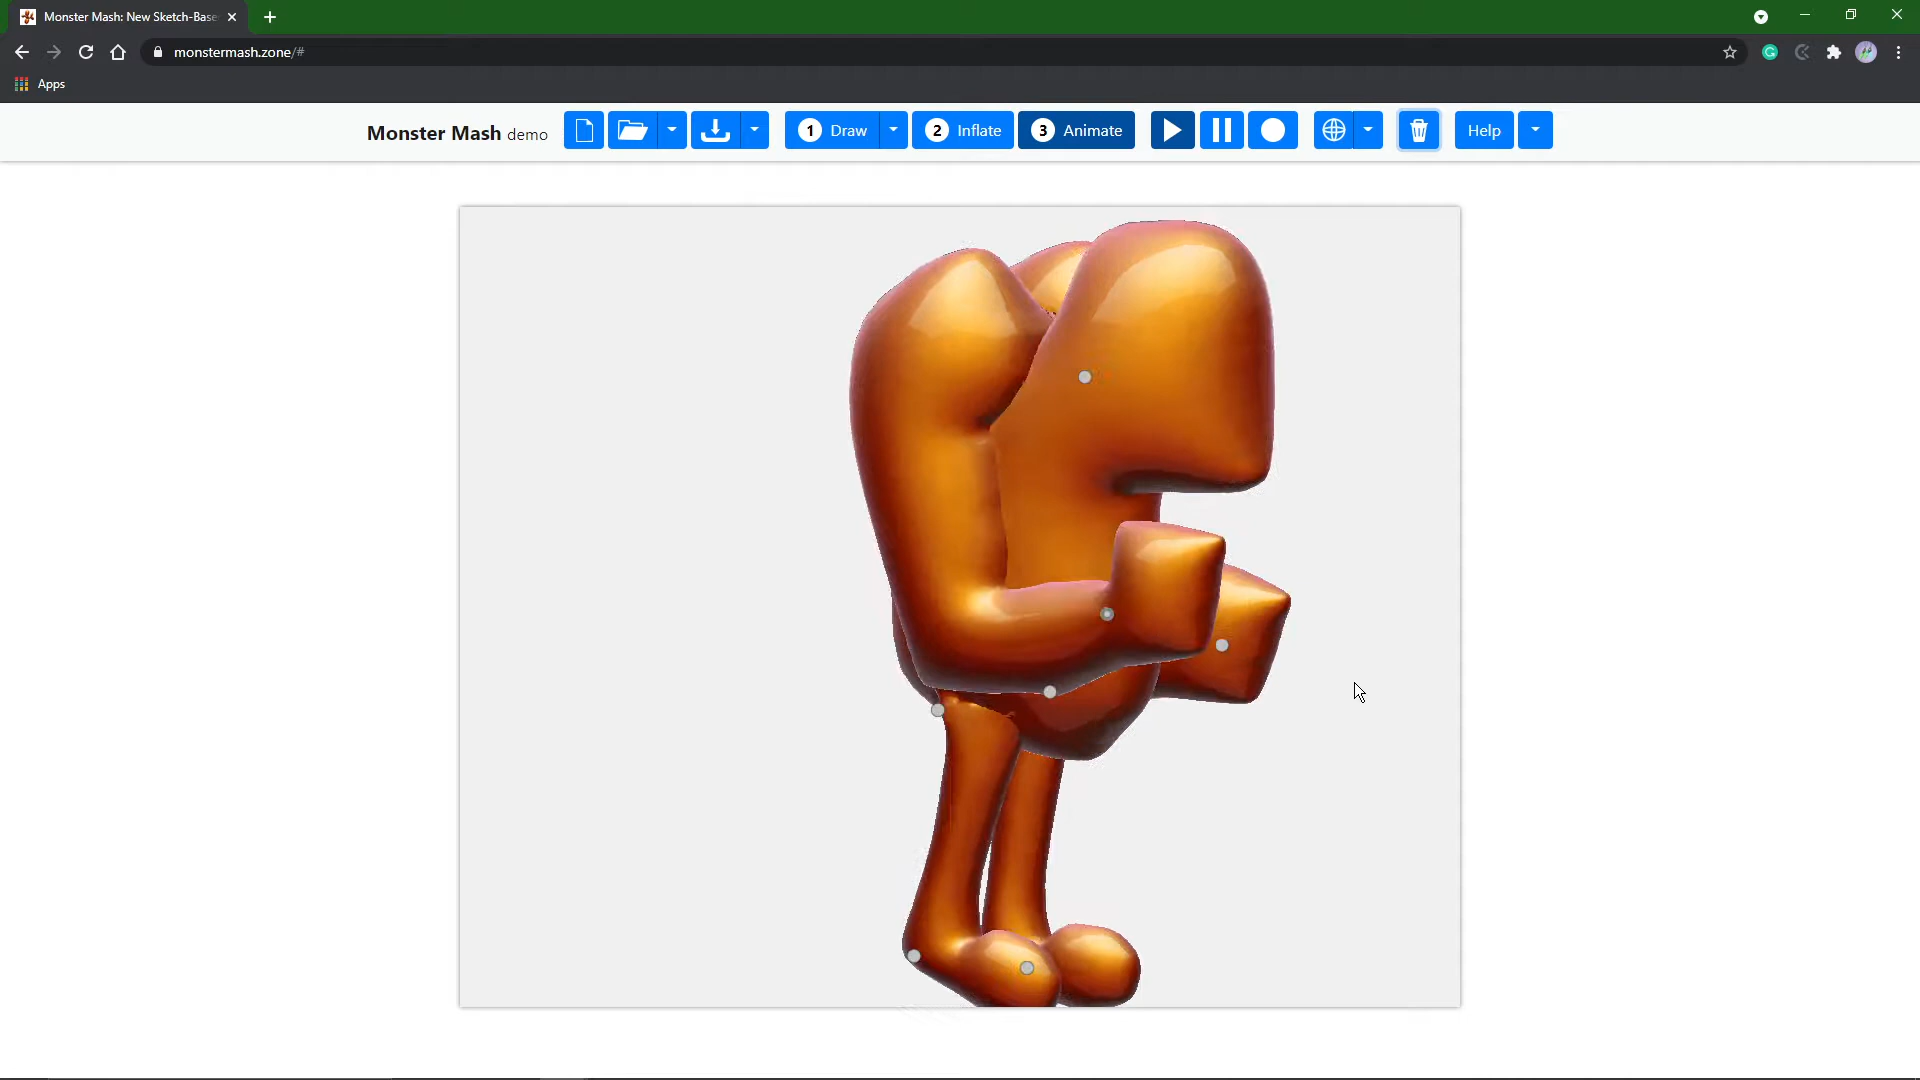 Monster Mash: New Sketch-Base
monstermash.zone/#
Apps
Monster Mash demo
1 Draw
2 Inflate
3 Animate
Help